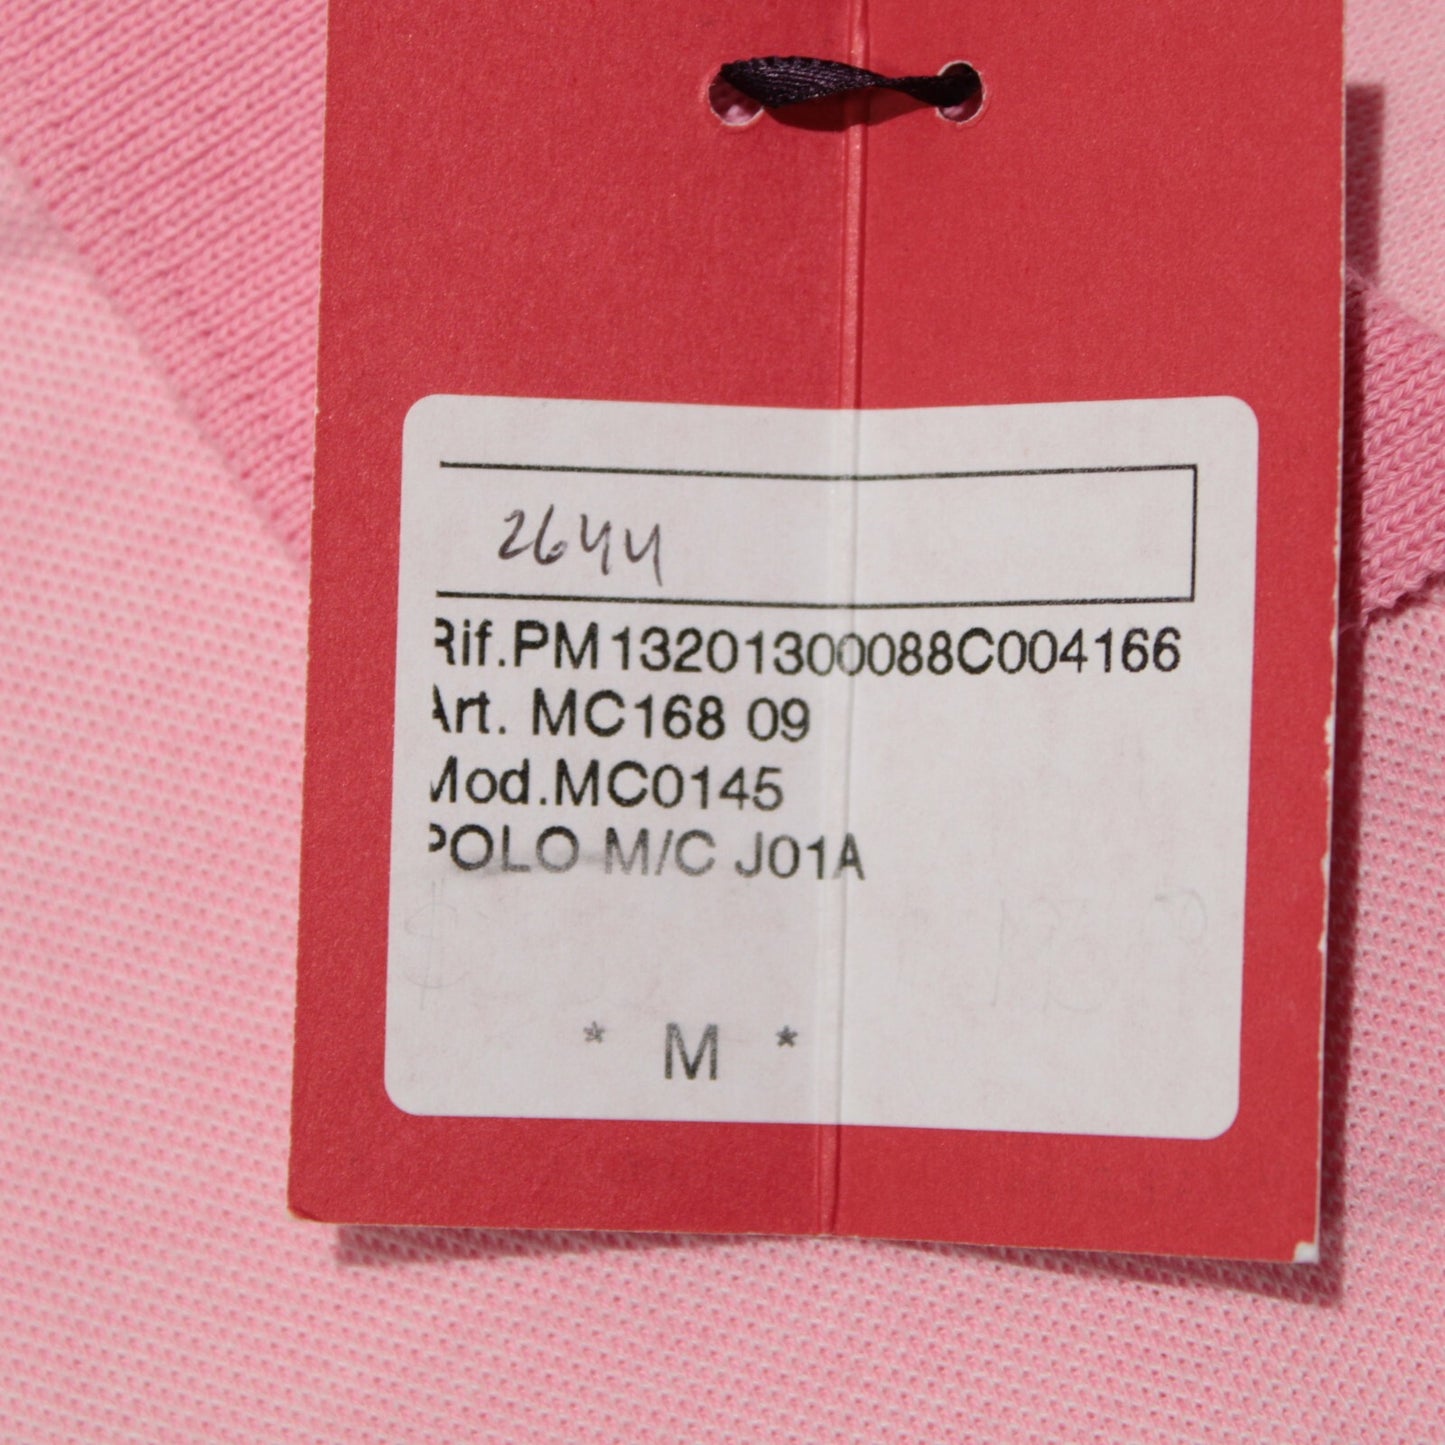 2644
Rif.PM13201300088C004166
Art. MC168 09
Mod.MC0145
POLO M/C J01A
* M *